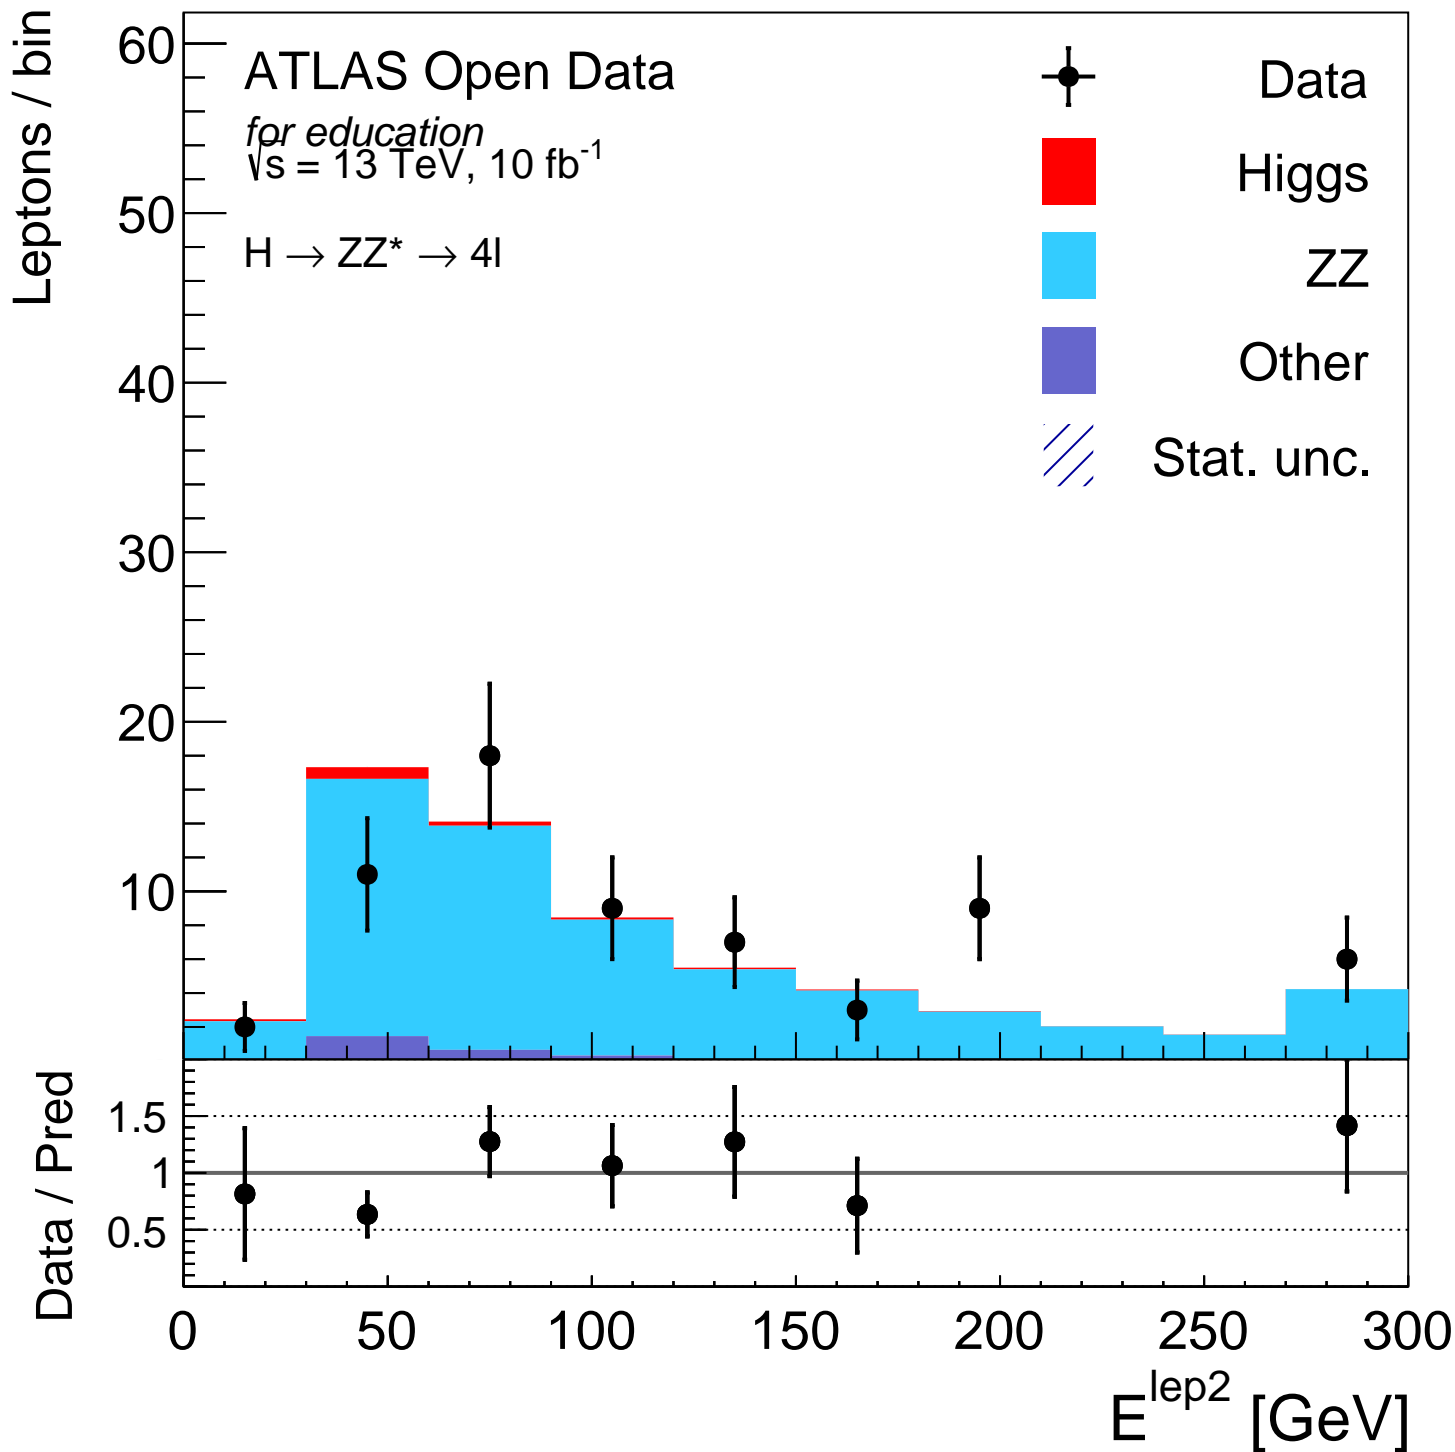 Leptons / bin
60
50
40
30
20
10
ATLAS Open Data
for education
√s = 13 TeV, 10 fb⁻¹
H → ZZ* → 4l
Data
Higgs
ZZ
Other
Stat. unc.
Data / Pred
1.5
1
0.5
0 50 100 150 200 250 300
E^lep2 [GeV]